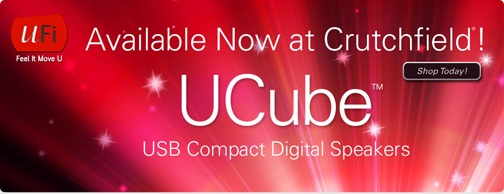 UFi
Feel It Move U
Available Now at Crutchfield!
Shop Today!
UCube™
USB Compact Digital Speakers